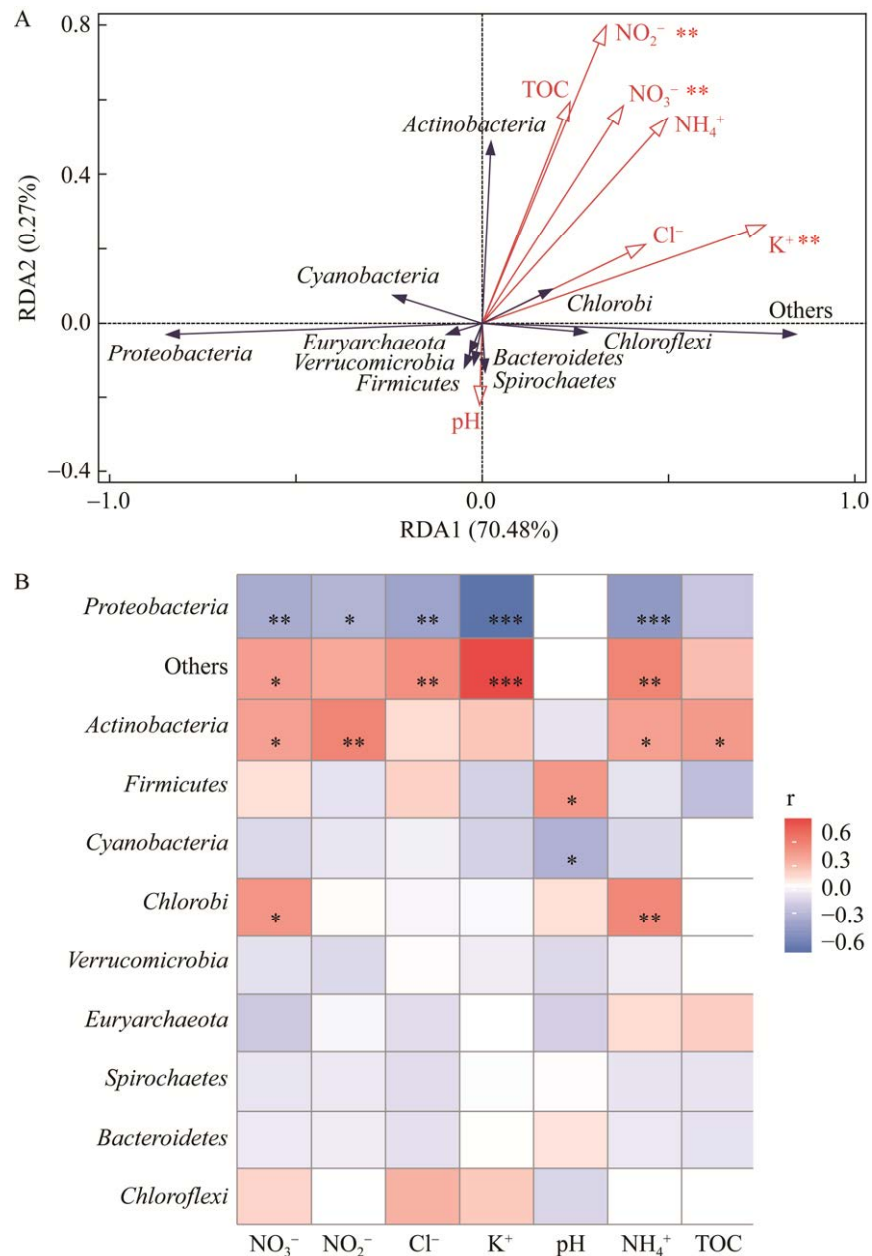 A
0.8
NO₂⁻ **
TOC
NO₃⁻ **
Actinobacteria
NH₄⁺
0.4
RDA2 (0.27%)
Cl⁻
K⁺ **
Cyanobacteria
Chlorobi
Others
0.0
Proteobacteria
Euryarchaeota
Chloroflexi
Verrucomicrobia
Bacteroidetes
Firmicutes
Spirochaetes
pH
−0.4
−1.0
0.0
1.0
RDA1 (70.48%)
B
Proteobacteria
** * ** *** ***
Others
* ** *** **
Actinobacteria
* ** * *
Firmicutes
*
Cyanobacteria
*
Chlorobi
* **
Verrucomicrobia
Euryarchaeota
Spirochaetes
Bacteroidetes
Chloroflexi
NO₃⁻ NO₂⁻ Cl⁻ K⁺ pH NH₄⁺ TOC
r
0.6
0.3
0.0
−0.3
−0.6